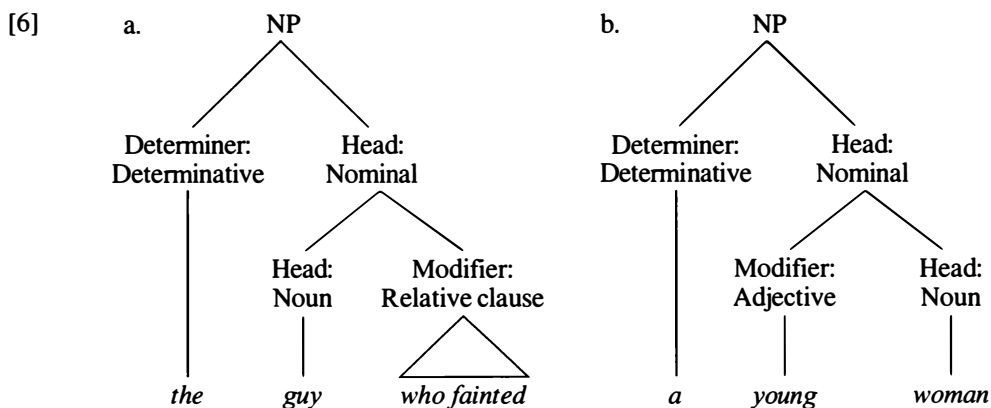 [6] a. NP b. NP
Determiner: Head: Determiner: Head:
Determinative Nominal Determinative Nominal
Head: Modifier: Modifier: Head:
Noun Relative clause Adjective Noun
the guy who fainted a young woman